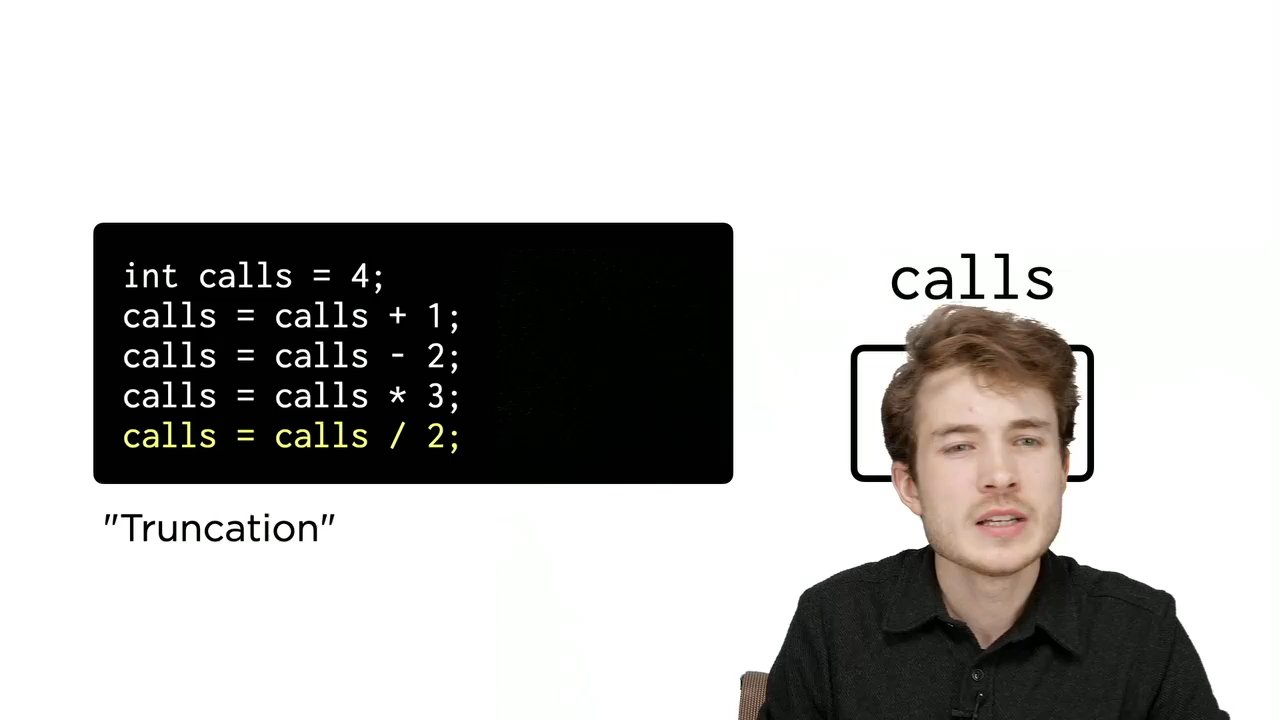 int calls = 4;
calls = calls + 1;
calls = calls - 2;
calls = calls * 3;
calls = calls / 2;
"Truncation"
calls